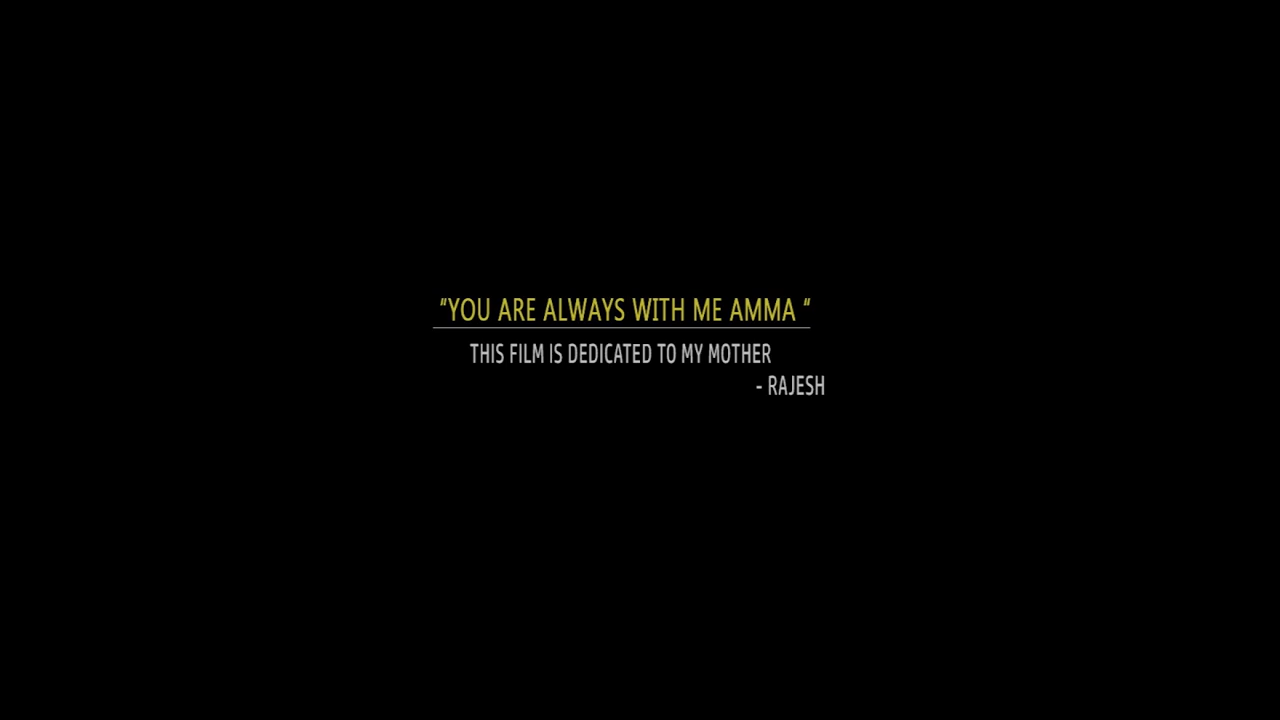 "YOU ARE ALWAYS WITH ME AMMA "
THIS FILM IS DEDICATED TO MY MOTHER
- RAJESH